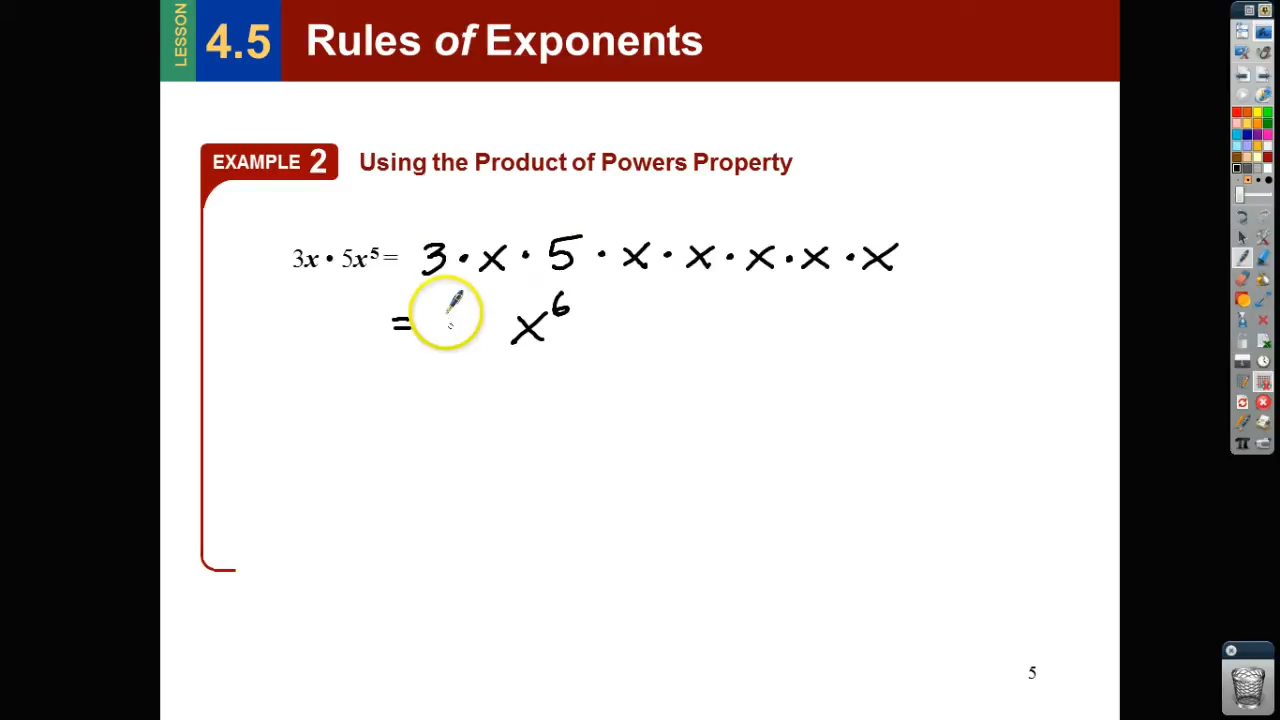 LESSON
4.5 Rules of Exponents
EXAMPLE 2 Using the Product of Powers Property
3x • 5x⁵ = 3 · x · 5 · x · x · x · x · x
= x⁶
5